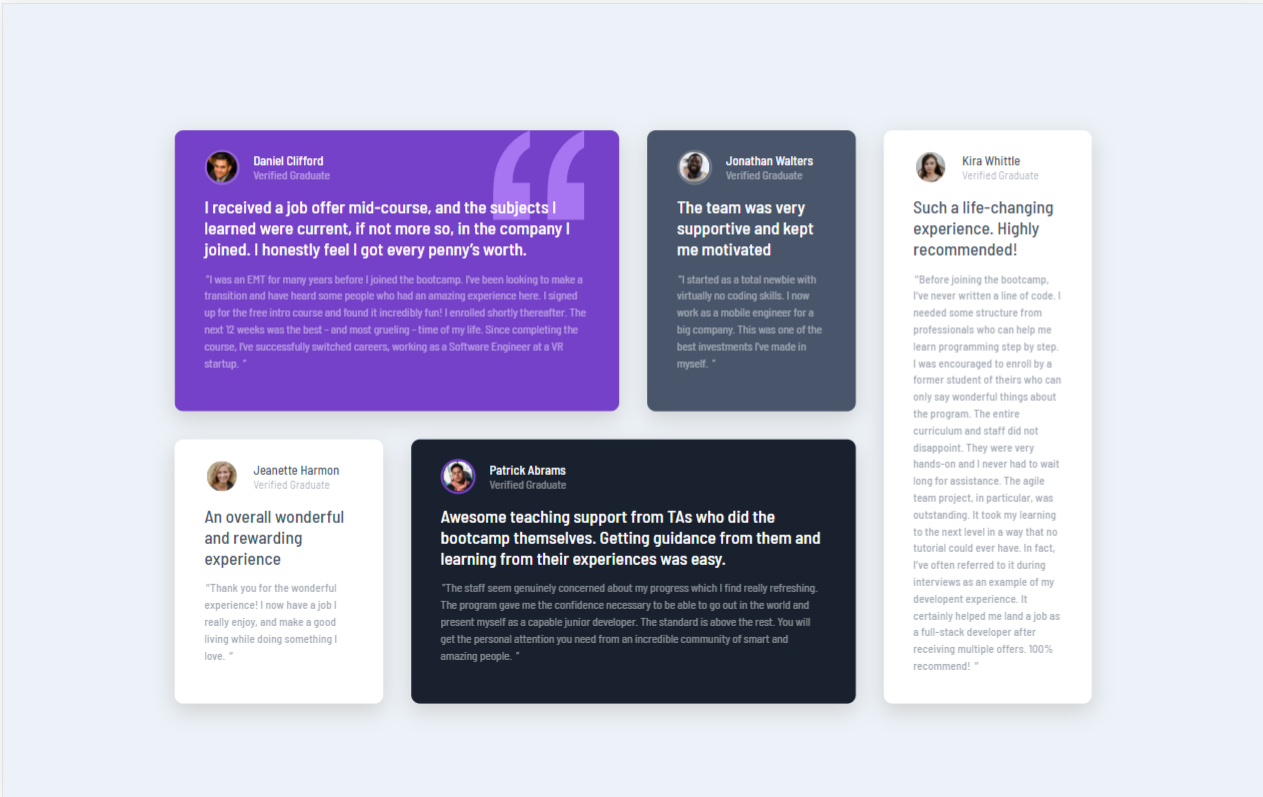 Daniel Clifford
Verified Graduate
I received a job offer mid-course, and the subjects I
learned were current, if not more so, in the company I
joined. I honestly feel I got every penny’s worth.
“I was an EMT for many years before I joined the bootcamp. I've been looking to make a
transition and have heard some people who had an amazing experience here. I signed
up for the free intro course and found it incredibly fun! I enrolled shortly thereafter. The
next 12 weeks was the best – and most grueling – time of my life. Since completing the
course, I've successfully switched careers, working as a Software Engineer at a VR
startup. ”
Jonathan Walters
Verified Graduate
The team was very
supportive and kept
me motivated
“I started as a total newbie with
virtually no coding skills. I now
work as a mobile engineer for a
big company. This was one of the
best investments I've made in
myself. ”
Kira Whittle
Verified Graduate
Such a life-changing
experience. Highly
recommended!
“Before joining the bootcamp,
I've never written a line of code. I
needed some structure from
professionals who can help me
learn programming step by step.
I was encouraged to enroll by a
former student of theirs who can
only say wonderful things about
the program. The entire
curriculum and staff did not
disappoint. They were very
hands-on and I never had to wait
long for assistance. The agile
team project, in particular, was
outstanding. It took my learning
to the next level in a way that no
tutorial could ever have. In fact,
I've often referred to it during
interviews as an example of my
developent experience. It
certainly helped me land a job as
a full-stack developer after
receiving multiple offers. 100%
recommend! ”
Jeanette Harmon
Verified Graduate
An overall wonderful
and rewarding
experience
“Thank you for the wonderful
experience! I now have a job I
really enjoy, and make a good
living while doing something I
love. ”
Patrick Abrams
Verified Graduate
Awesome teaching support from TAs who did the
bootcamp themselves. Getting guidance from them and
learning from their experiences was easy.
“The staff seem genuinely concerned about my progress which I find really refreshing.
The program gave me the confidence necessary to be able to go out in the world and
present myself as a capable junior developer. The standard is above the rest. You will
get the personal attention you need from an incredible community of smart and
amazing people. ”